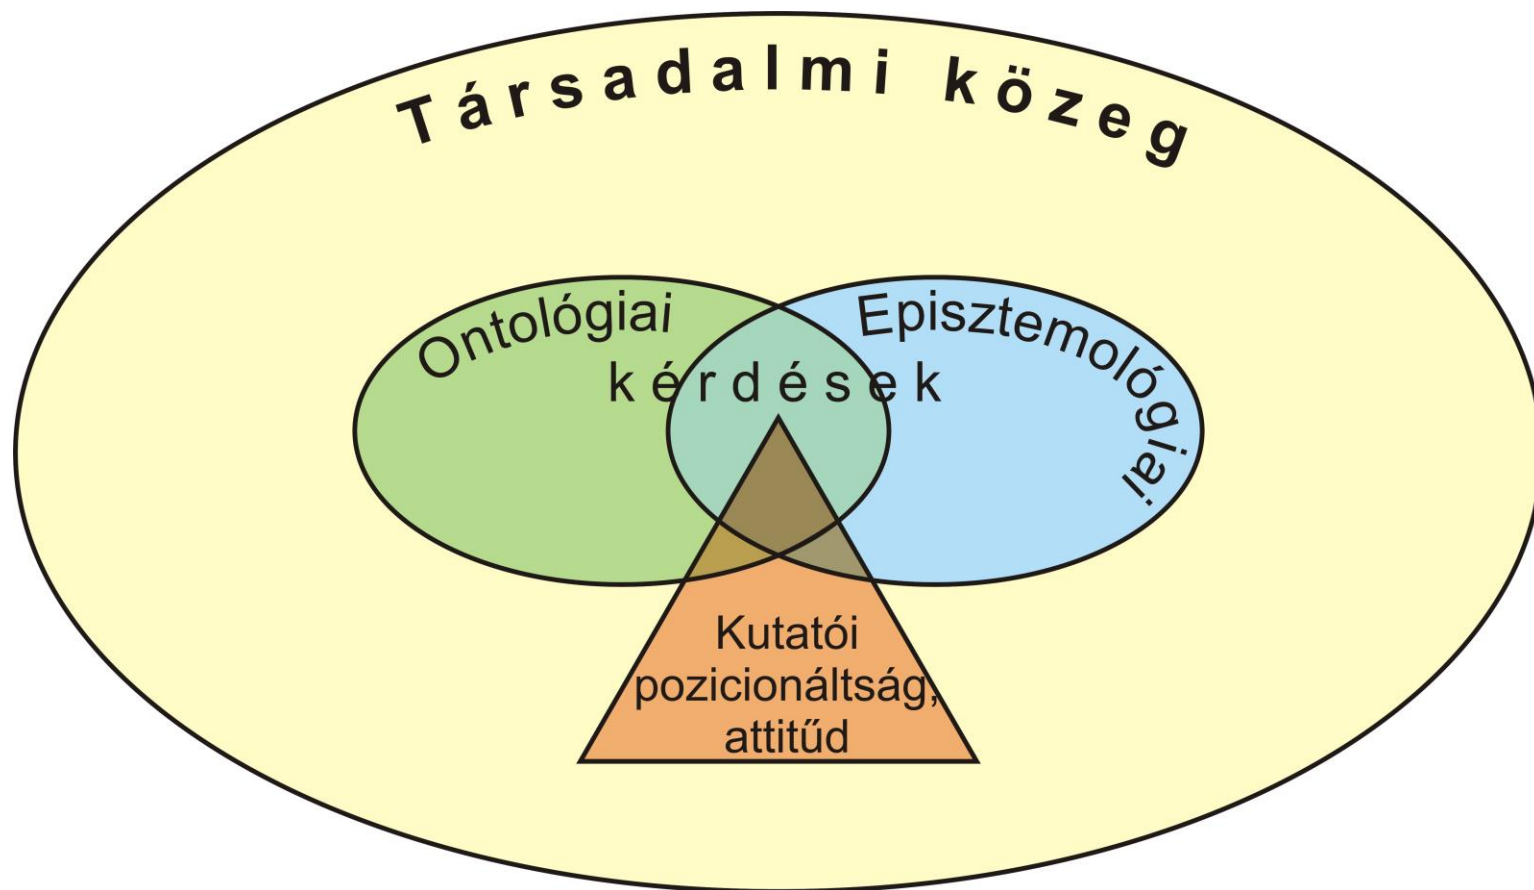 Társadalmi közeg
Ontológiai
Episztemológiai
kérdések
Kutatói
pozicionáltság,
attitűd